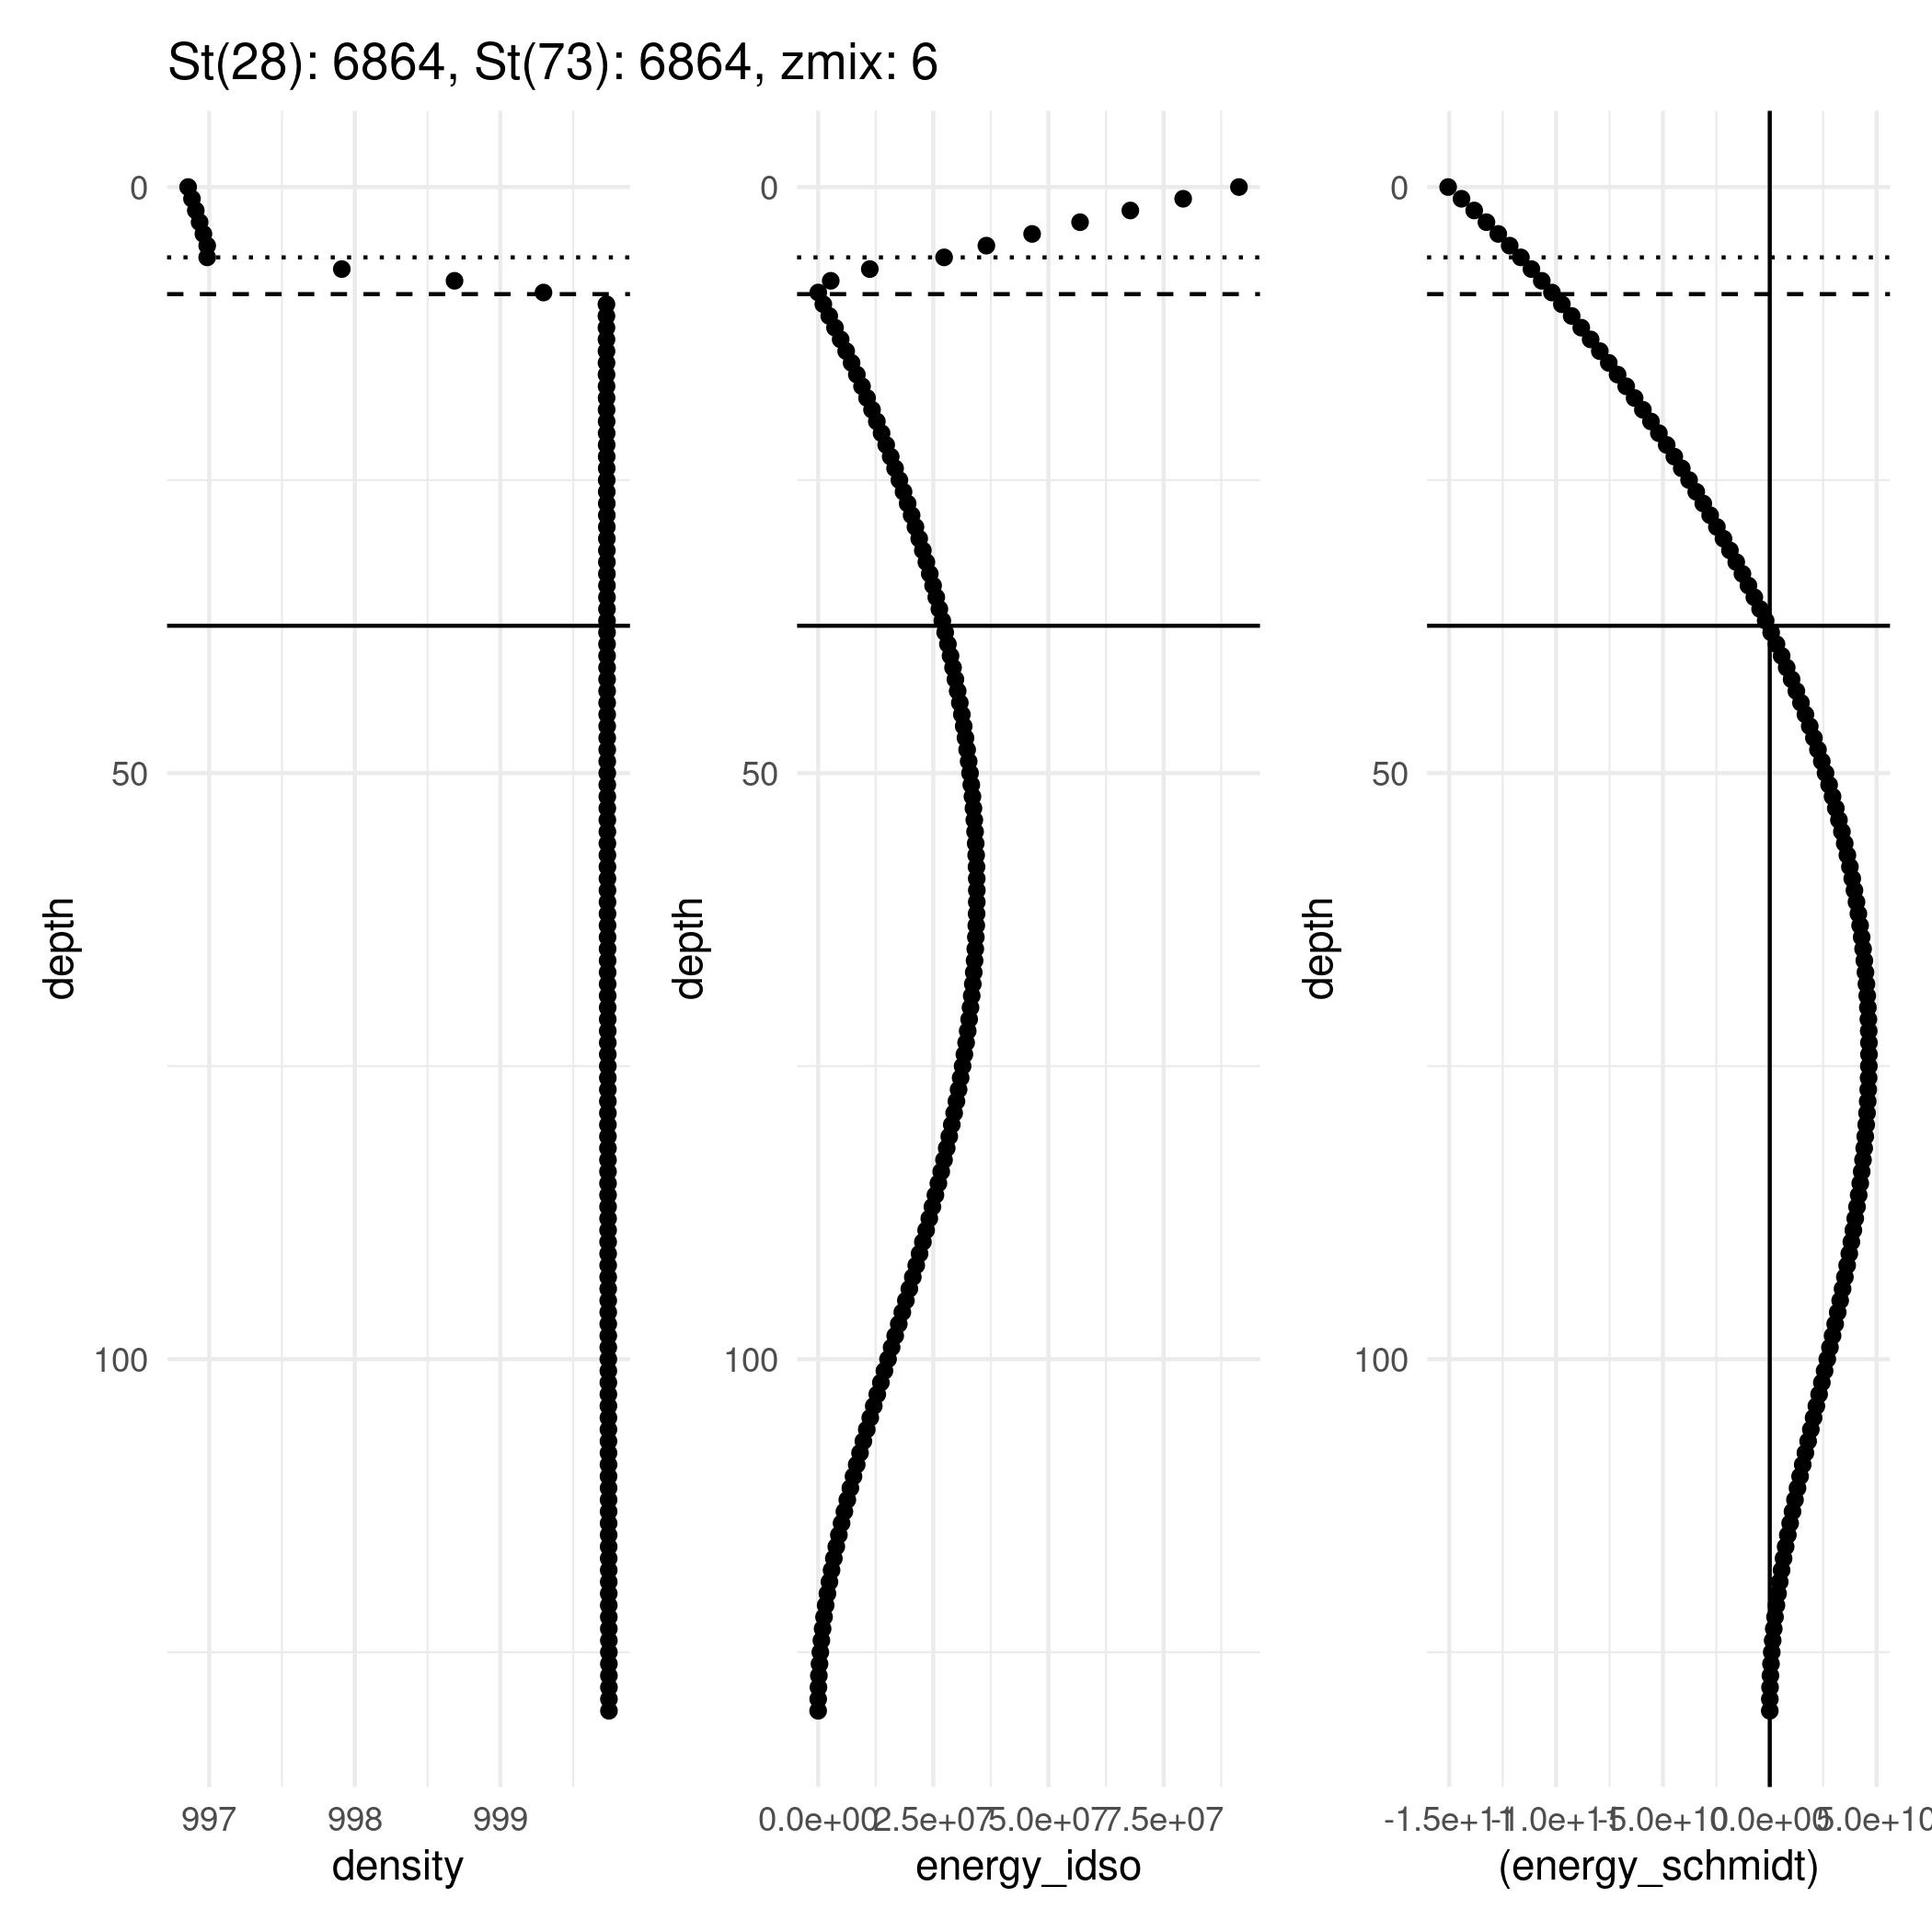 St(28): 6864, St(73): 6864, zmix: 6
0
50
100
depth
997 998 999
density
0
50
100
depth
0.0e+00 2.5e+07 5.0e+07 7.5e+07
energy_idso
0
50
100
depth
-1.5e+11 -1.0e+11 -5.0e+10 0.0e+00 5.0e+10
(energy_schmidt)